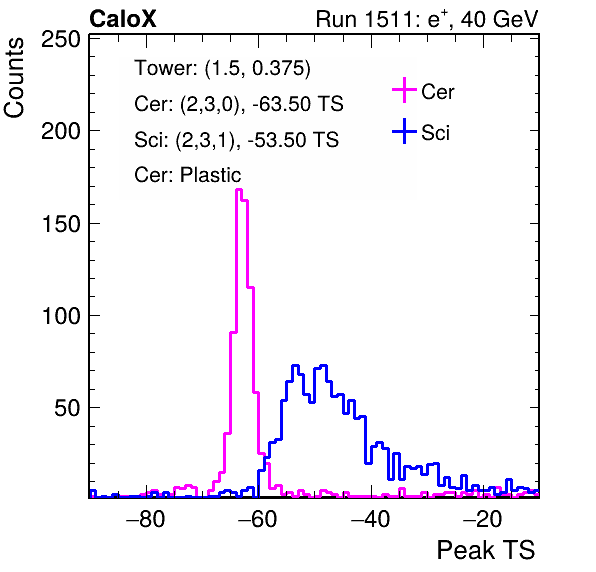 CaloX
Run 1511: e+, 40 GeV
Counts
250
200
150
100
50
Tower: (1.5, 0.375)
Cer: (2,3,0), -63.50 TS
Sci: (2,3,1), -53.50 TS
Cer: Plastic
Cer
Sci
−80
−60
−40
−20
Peak TS